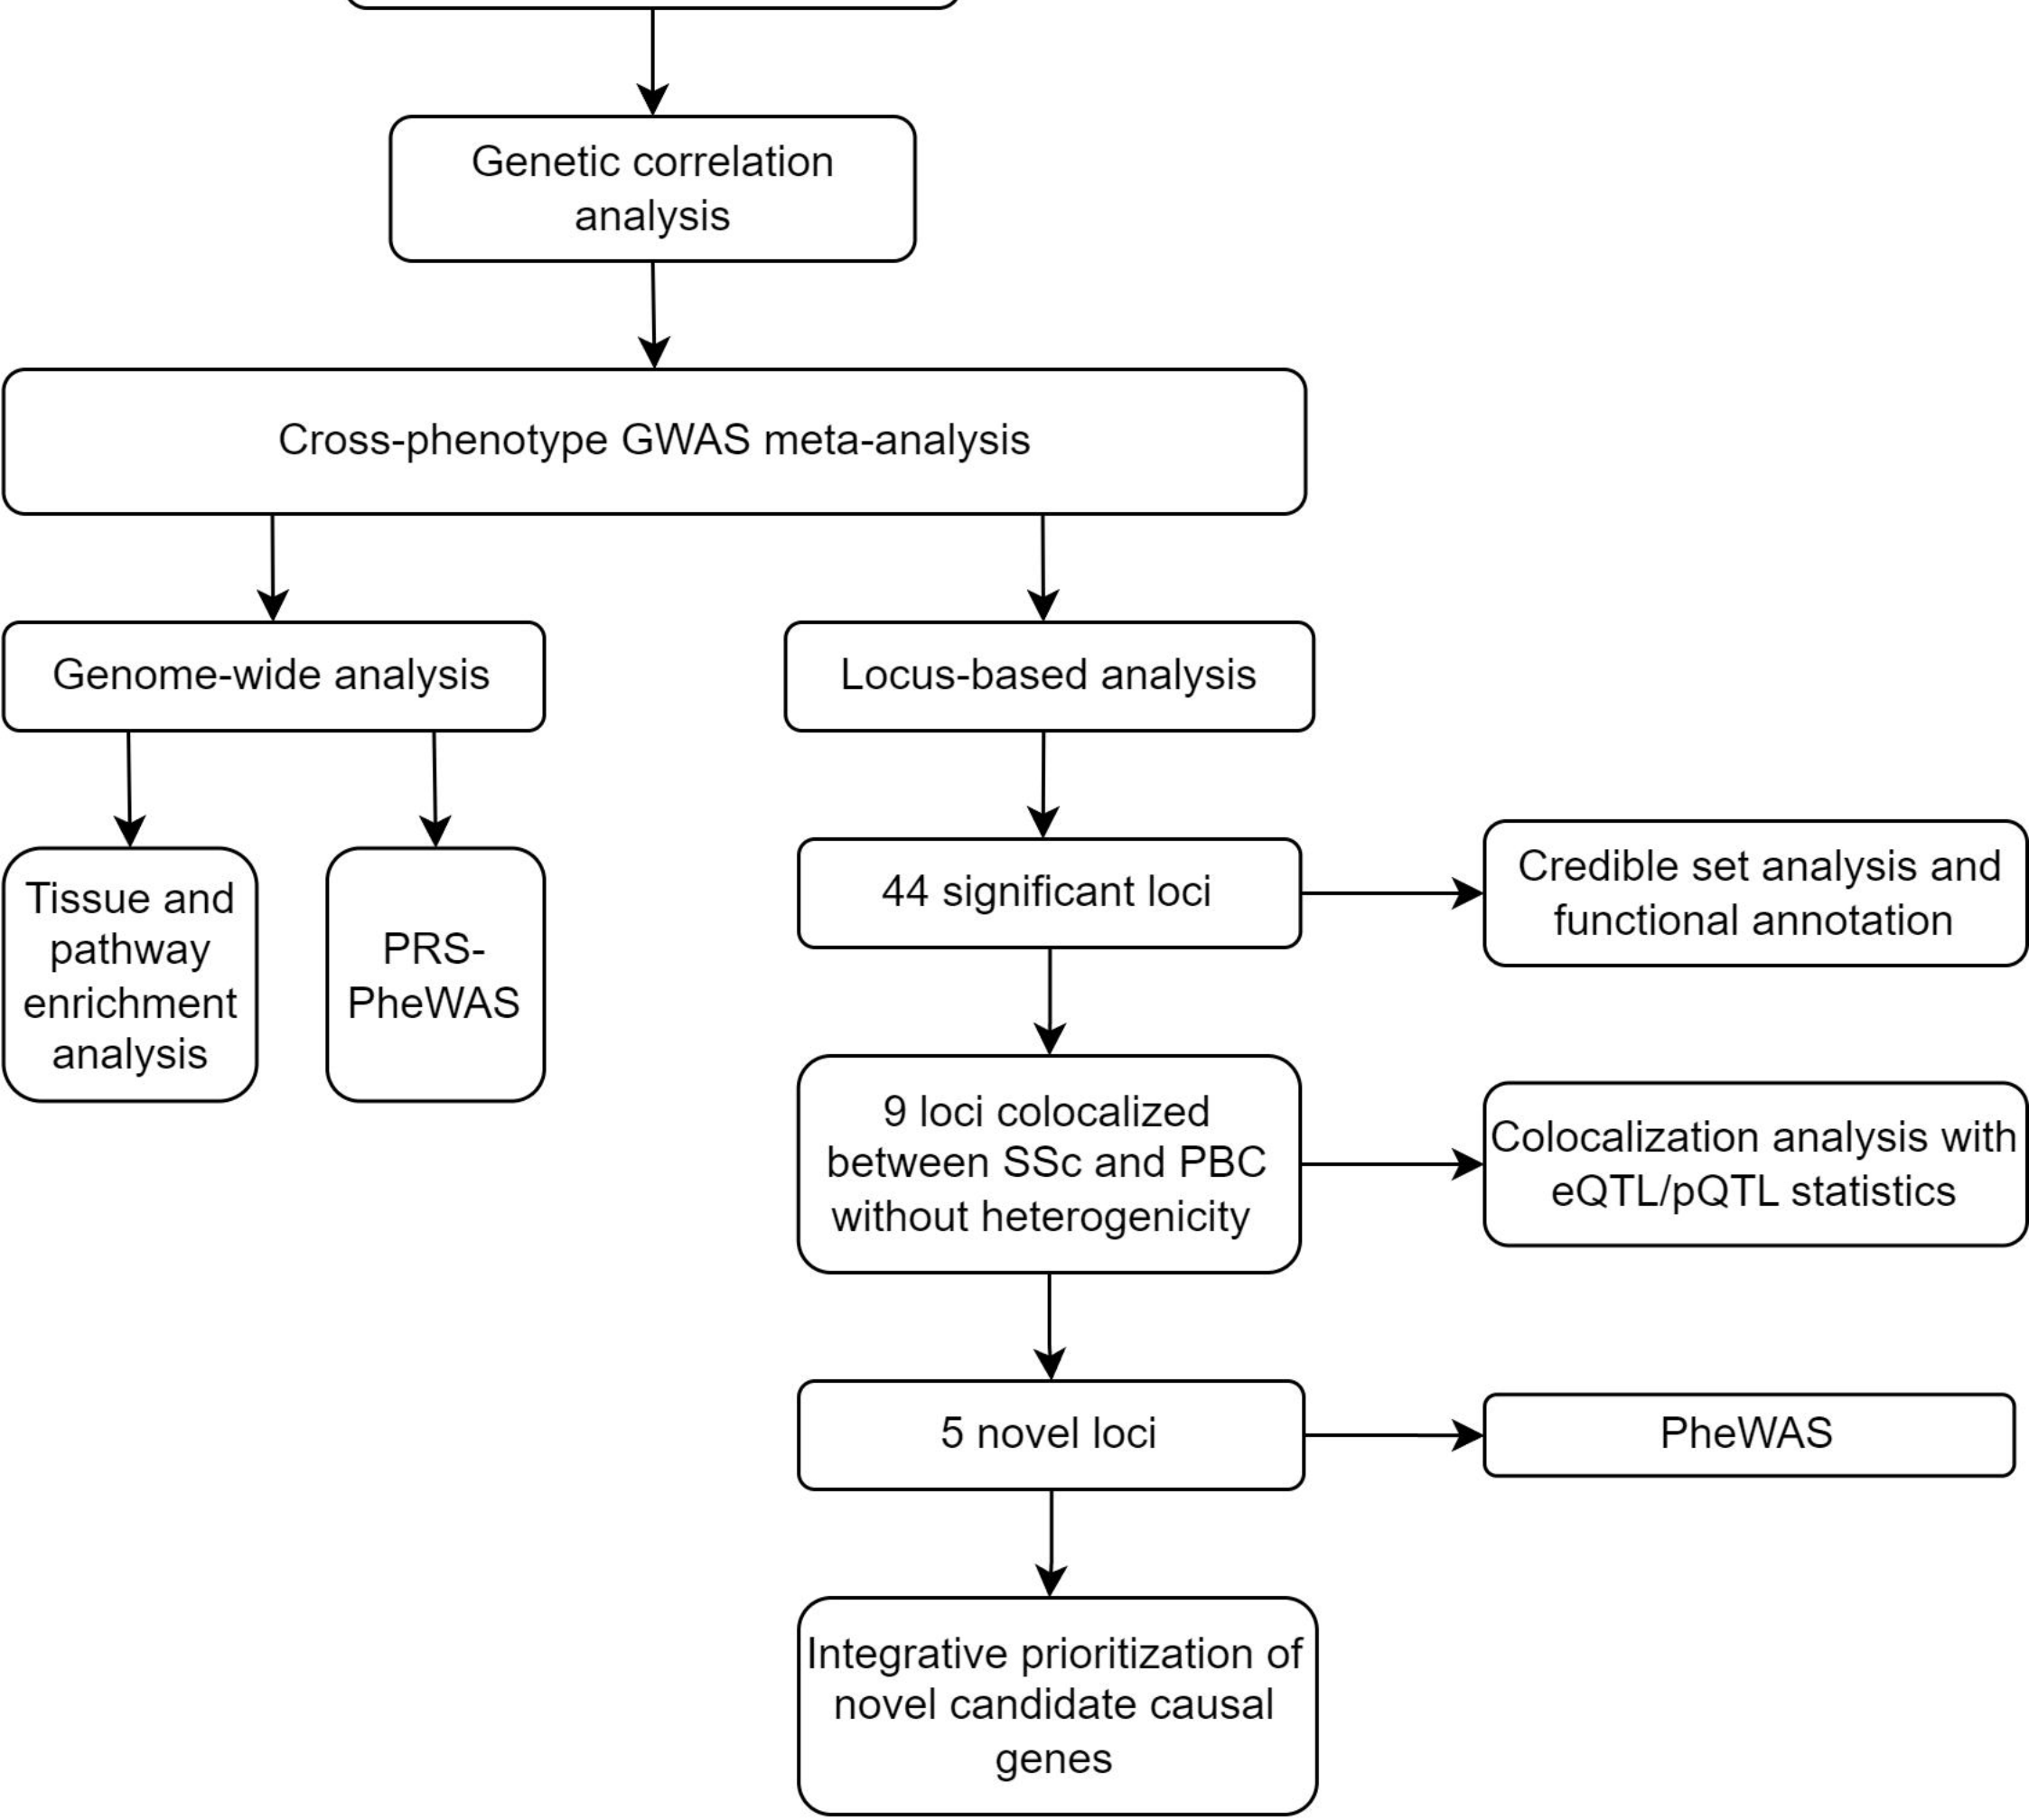 Genetic correlation
analysis
Cross-phenotype GWAS meta-analysis
Genome-wide analysis
Locus-based analysis
Tissue and
pathway
enrichment
analysis
PRS-
PheWAS
44 significant loci
Credible set analysis and
functional annotation
9 loci colocalized
between SSc and PBC
without heterogenicity
Colocalization analysis with
eQTL/pQTL statistics
5 novel loci
PheWAS
Integrative prioritization of
novel candidate causal
genes